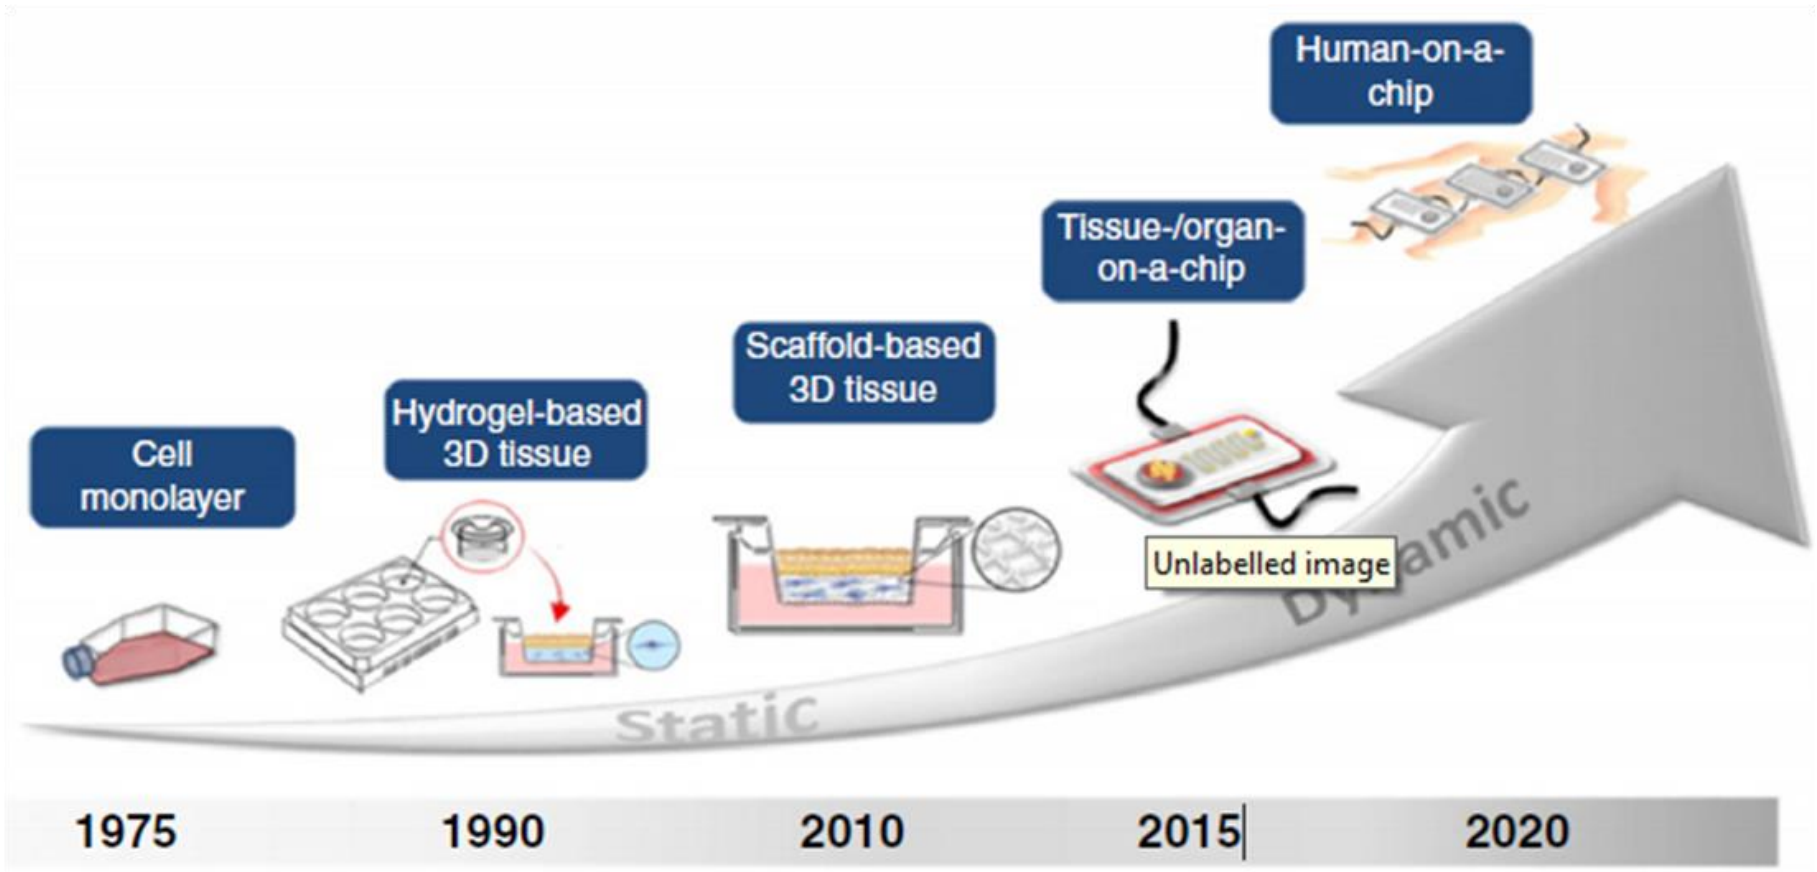 Human-on-a-
chip
Tissue-/organ-
on-a-chip
Scaffold-based
3D tissue
Hydrogel-based
3D tissue
Cell
monolayer
Unlabelled image
Dynamic
Static
1975
1990
2010
2015
2020